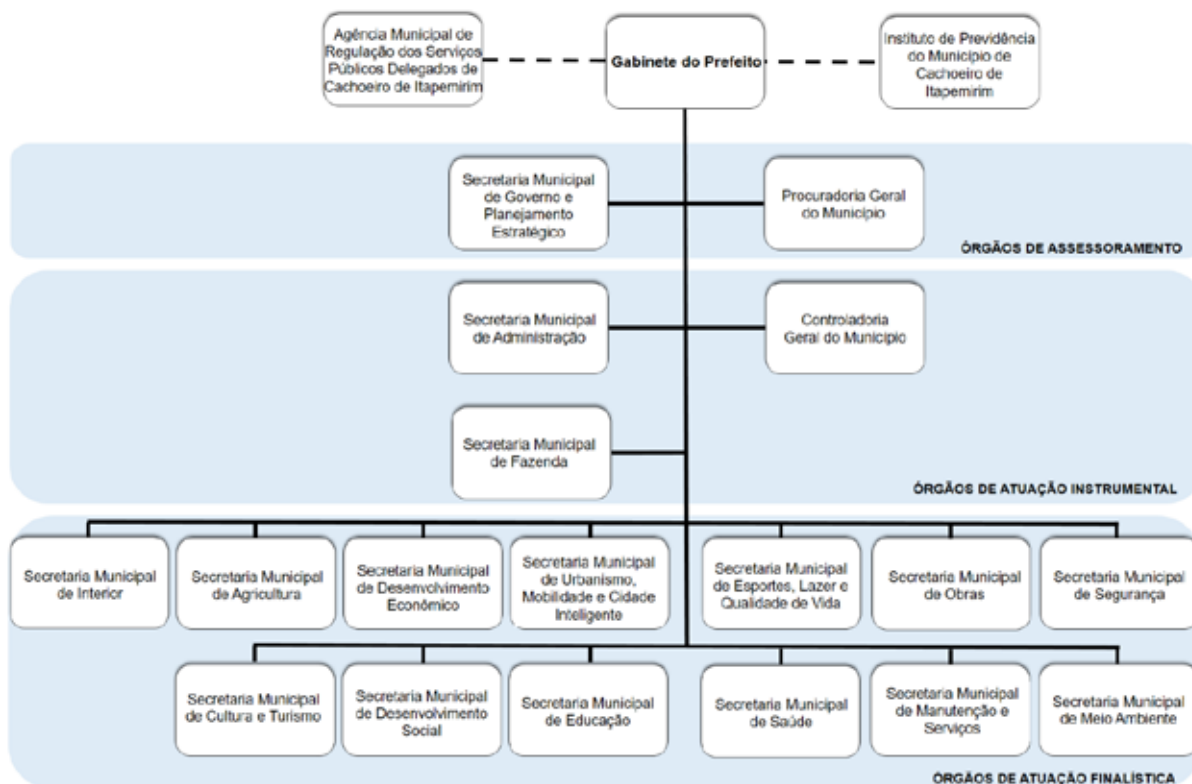 Agência Municipal de
Regulação dos Serviços
Públicos Delegados de
Cachoeiro de Itapemirim
Gabinete do Prefeito
Instituto de Previdência
do Município de
Cachoeiro de
Itapemirim
Secretaria Municipal
de Governo e
Planejamento
Estratégico
Procuradoria Geral
do Município
ÓRGÃOS DE ASSESSORAMENTO
Secretaria Municipal
de Administração
Controladoria
Geral do Município
Secretaria Municipal
de Fazenda
ÓRGÃOS DE ATUAÇÃO INSTRUMENTAL
Secretaria Municipal
de Interior
Secretaria Municipal
de Agricultura
Secretaria Municipal
de Desenvolvimento
Econômico
Secretaria Municipal
de Urbanismo,
Mobilidade e Cidade
Inteligente
Secretaria Municipal
de Esportes, Lazer e
Qualidade de Vida
Secretaria Municipal
de Obras
Secretaria Municipal
de Segurança
Secretaria Municipal
de Cultura e Turismo
Secretaria Municipal
de Desenvolvimento
Social
Secretaria Municipal
de Educação
Secretaria Municipal
de Saúde
Secretaria Municipal
de Manutenção e
Serviços
Secretaria Municipal
de Meio Ambiente
ÓRGÃOS DE ATUAÇÃO FINALÍSTICA